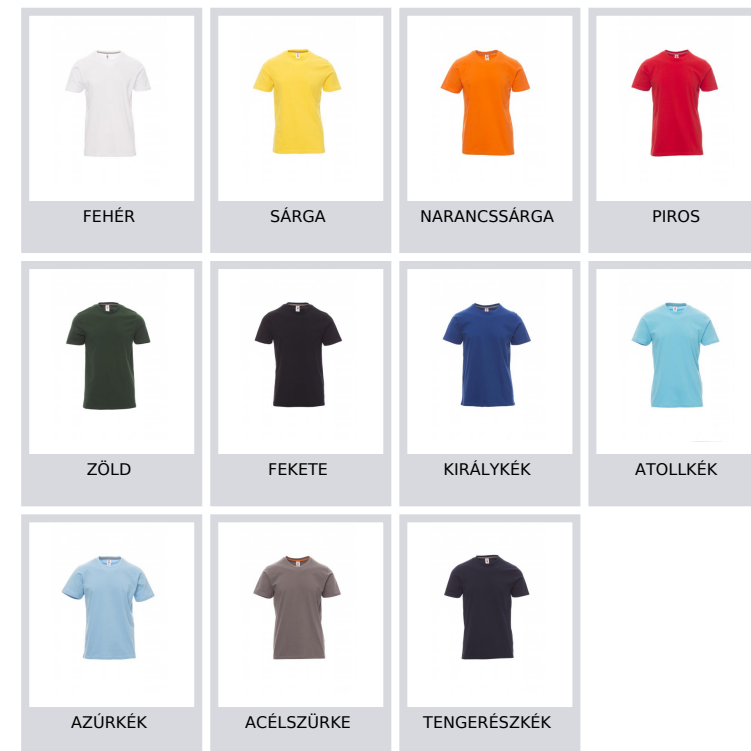 FEHÉR
SÁRGA
NARANCSSÁRGA
PIROS
ZÖLD
FEKETE
KIRÁLYKÉK
ATOLLKÉK
AZÚRKÉK
ACÉLSZÜRKE
TENGERÉSZKÉK